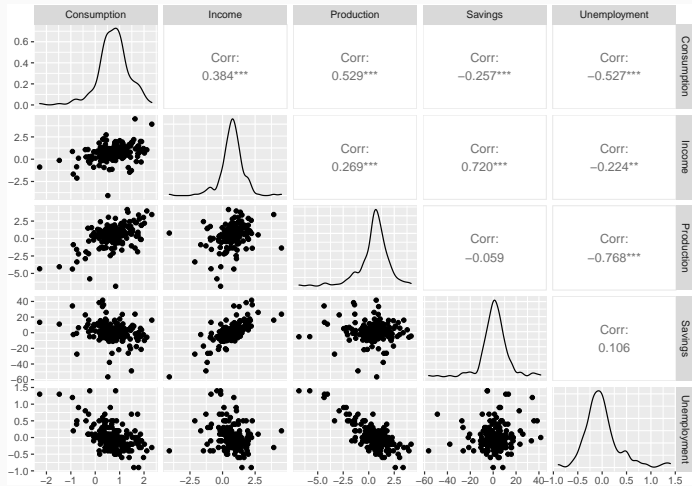 Consumption Income Production Savings Unemployment
0.6
0.4
0.2
0.0
Corr:
0.384***
Corr:
0.529***
Corr:
−0.257***
Corr:
−0.527***
Consumption
2.5
0.0
−2.5
Corr:
0.269***
Corr:
0.720***
Corr:
−0.224**
Income
2.5
0.0
−2.5
−5.0
Corr:
−0.059
Corr:
−0.768***
Production
40
20
0
−20
−40
−60
Corr:
0.106
Savings
1.5
1.0
0.5
0.0
−0.5
−1.0
Unemployment
−2 −1 0 1 2 −2.5 0.0 2.5 −5.0 −2.5 0.0 2.5 −60 −40 −20 0 20 40 −1.0 −0.5 0.0 0.5 1.0 1.5